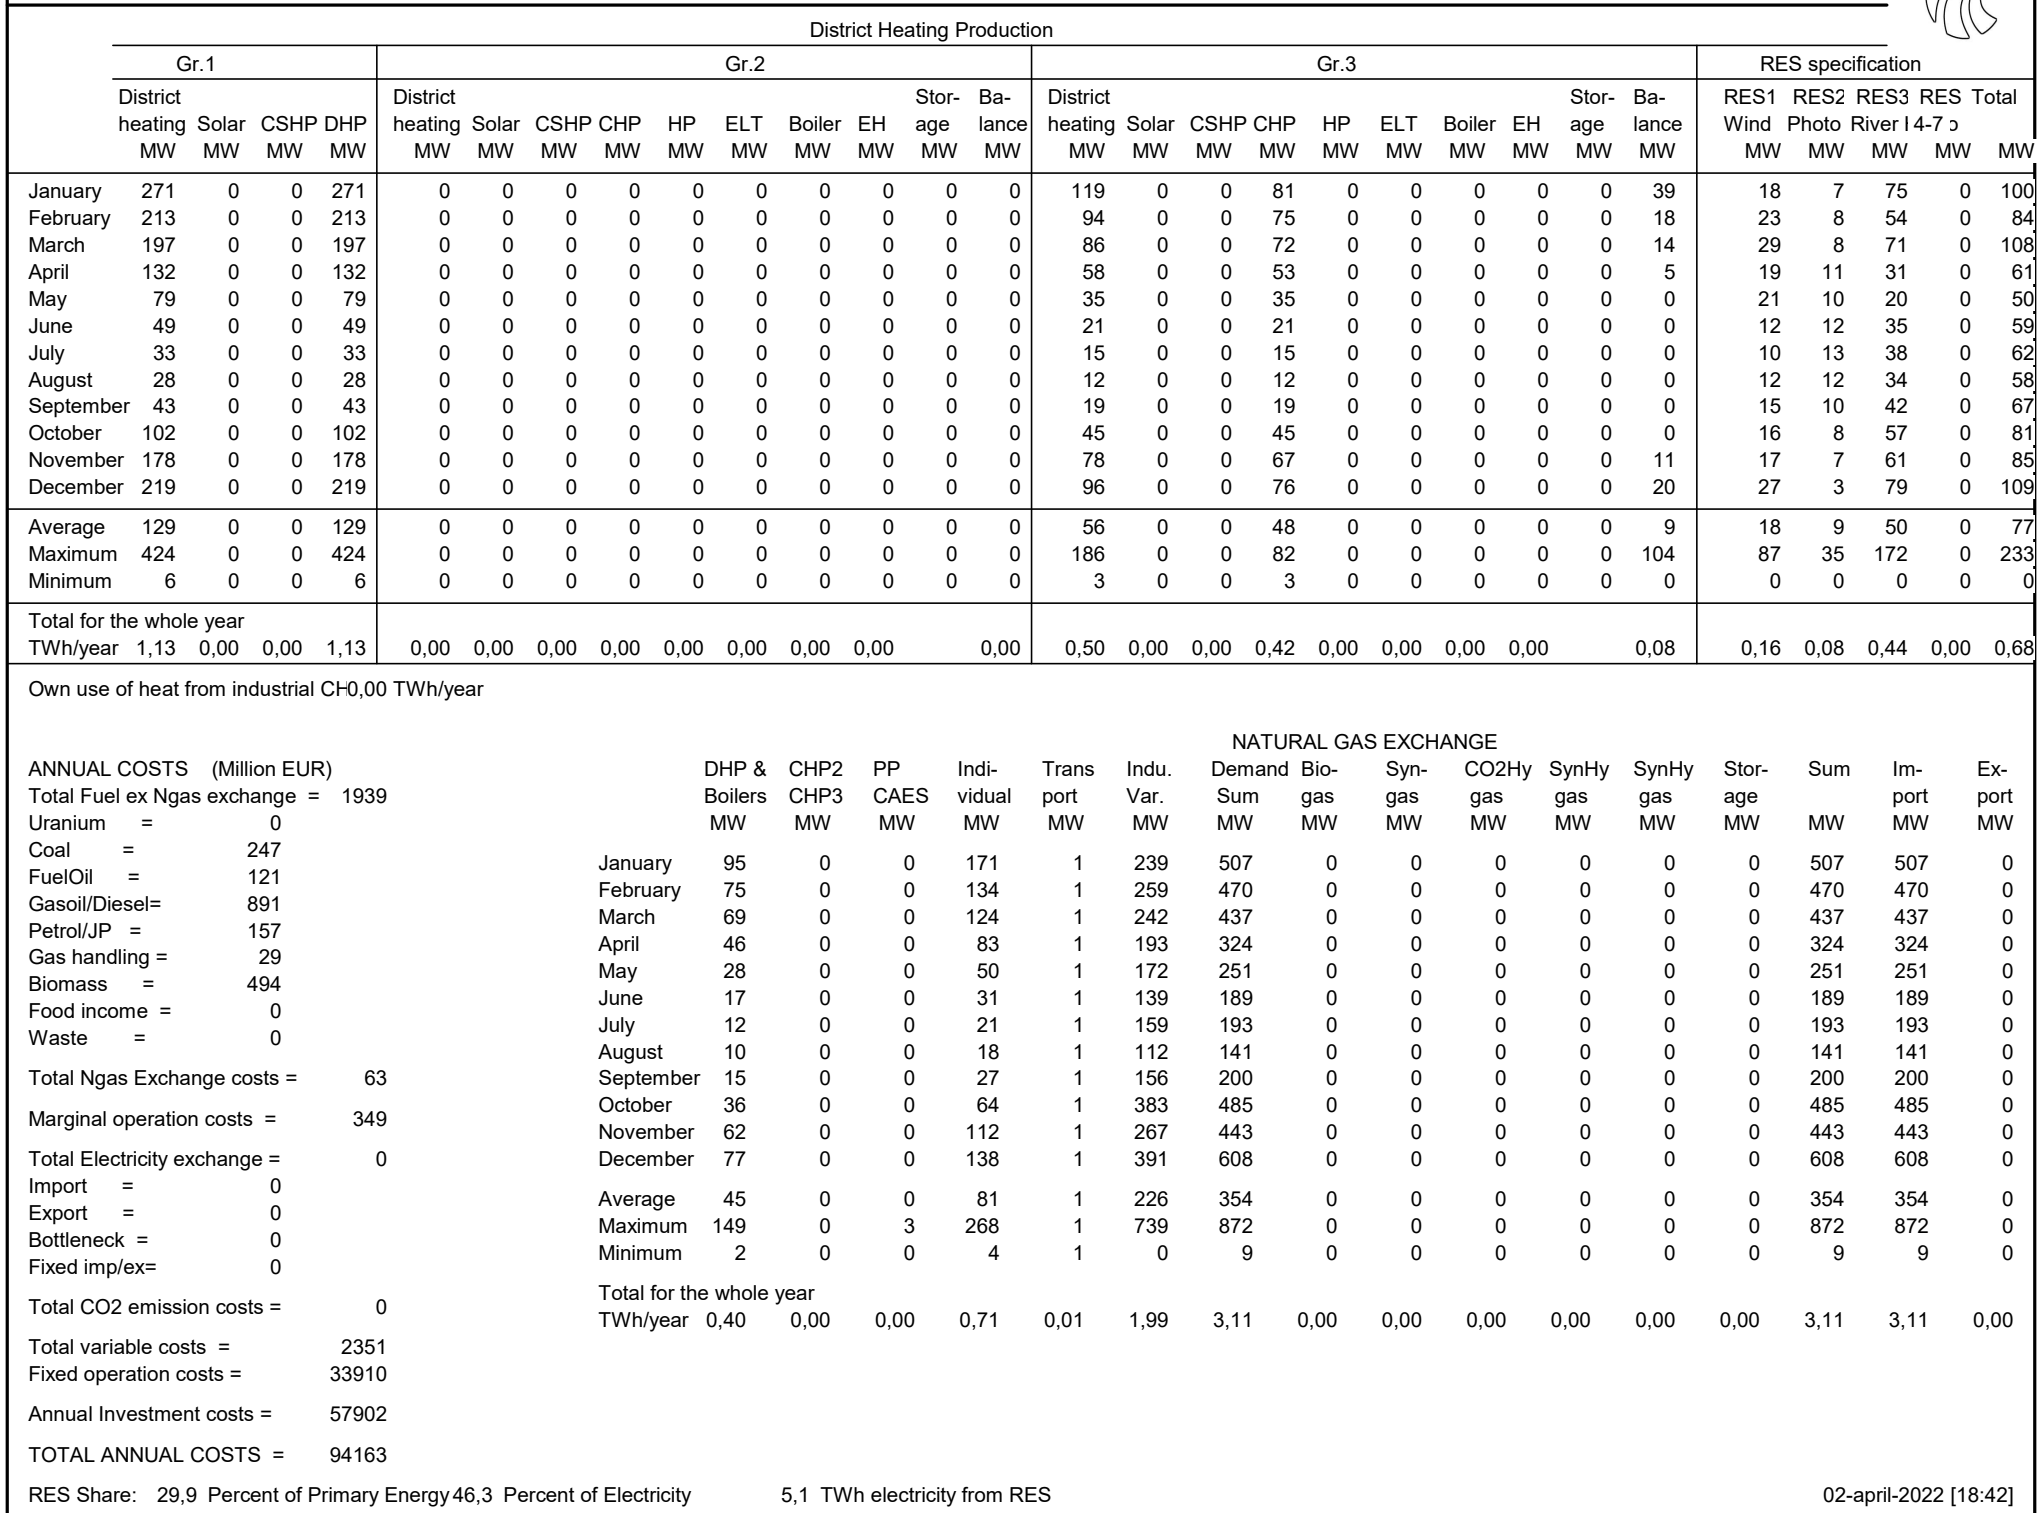 District Heating Production
Gr.1 Gr.2 Gr.3 RES specification
District District Stor- Ba- District Stor- Ba- RES1 RES2 RES3 RES Total
heating Solar CSHP DHP heating Solar CSHP CHP HP ELT Boiler EH age lance heating Solar CSHP CHP HP ELT Boiler EH age lance Wind Photo River 4-7
MW MW MW MW MW MW MW MW MW MW MW MW MW MW MW MW MW MW MW MW MW MW MW MW MW MW MW MW MW
January 271 0 0 271 0 0 0 0 0 0 0 0 0 0 119 0 0 81 0 0 0 0 0 39 18 7 75 0 100
February 213 0 0 213 0 0 0 0 0 0 0 0 0 0 94 0 0 75 0 0 0 0 0 18 23 8 54 0 84
March 197 0 0 197 0 0 0 0 0 0 0 0 0 0 86 0 0 72 0 0 0 0 0 14 29 8 71 0 108
April 132 0 0 132 0 0 0 0 0 0 0 0 0 0 58 0 0 53 0 0 0 0 0 5 19 11 31 0 61
May 79 0 0 79 0 0 0 0 0 0 0 0 0 0 35 0 0 35 0 0 0 0 0 0 21 10 20 0 50
June 49 0 0 49 0 0 0 0 0 0 0 0 0 0 21 0 0 21 0 0 0 0 0 0 12 12 35 0 59
July 33 0 0 33 0 0 0 0 0 0 0 0 0 0 15 0 0 15 0 0 0 0 0 0 10 13 38 0 62
August 28 0 0 28 0 0 0 0 0 0 0 0 0 0 12 0 0 12 0 0 0 0 0 0 12 12 34 0 58
September 43 0 0 43 0 0 0 0 0 0 0 0 0 0 19 0 0 19 0 0 0 0 0 0 15 10 42 0 67
October 102 0 0 102 0 0 0 0 0 0 0 0 0 0 45 0 0 45 0 0 0 0 0 0 16 8 57 0 81
November 178 0 0 178 0 0 0 0 0 0 0 0 0 0 78 0 0 67 0 0 0 0 0 11 17 7 61 0 85
December 219 0 0 219 0 0 0 0 0 0 0 0 0 0 96 0 0 76 0 0 0 0 0 20 27 3 79 0 109
Average 129 0 0 129 0 0 0 0 0 0 0 0 0 0 56 0 0 48 0 0 0 0 0 9 18 9 50 0 77
Maximum 424 0 0 424 0 0 0 0 0 0 0 0 0 0 186 0 0 82 0 0 0 0 0 104 87 35 172 0 233
Minimum 6 0 0 6 0 0 0 0 0 0 0 0 0 0 3 0 0 3 0 0 0 0 0 0 0 0 0 0 0
Total for the whole year
TWh/year 1,13 0,00 0,00 1,13 0,00 0,00 0,00 0,00 0,00 0,00 0,00 0,00 0,00 0,50 0,00 0,00 0,42 0,00 0,00 0,00 0,00 0,08 0,16 0,08 0,44 0,00 0,68
Own use of heat from industrial CH0,00 TWh/year
NATURAL GAS EXCHANGE
ANNUAL COSTS (Million EUR) DHP & CHP2 PP Indi- Trans Indu. Demand Bio- Syn- CO2Hy SynHy SynHy Stor- Sum Im- Ex-
Total Fuel ex Ngas exchange = 1939 Boilers CHP3 CAES vidual port Var. Sum gas gas gas gas gas age port port
Uranium = 0 MW MW MW MW MW MW MW MW MW MW MW MW MW MW MW MW
Coal = 247
January 95 0 0 171 1 239 507 0 0 0 0 0 0 507 507 0
FuelOil = 121
February 75 0 0 134 1 259 470 0 0 0 0 0 0 470 470 0
Gasoil/Diesel= 891
March 69 0 0 124 1 242 437 0 0 0 0 0 0 437 437 0
Petrol/JP = 157
April 46 0 0 83 1 193 324 0 0 0 0 0 0 324 324 0
Gas handling = 29
May 28 0 0 50 1 172 251 0 0 0 0 0 0 251 251 0
Biomass = 494
June 17 0 0 31 1 139 189 0 0 0 0 0 0 189 189 0
Food income = 0
July 12 0 0 21 1 159 193 0 0 0 0 0 0 193 193 0
Waste = 0
August 10 0 0 18 1 112 141 0 0 0 0 0 0 141 141 0
Total Ngas Exchange costs = 63 September 15 0 0 27 1 156 200 0 0 0 0 0 0 200 200 0
October 36 0 0 64 1 383 485 0 0 0 0 0 0 485 485 0
Marginal operation costs = 349
November 62 0 0 112 1 267 443 0 0 0 0 0 0 443 443 0
Total Electricity exchange = 0 December 77 0 0 138 1 391 608 0 0 0 0 0 0 608 608 0
Import = 0
Average 45 0 0 81 1 226 354 0 0 0 0 0 0 354 354 0
Export = 0
Maximum 149 0 3 268 1 739 872 0 0 0 0 0 0 872 872 0
Bottleneck = 0
Minimum 2 0 0 4 1 0 9 0 0 0 0 0 0 9 9 0
Fixed imp/ex= 0
Total for the whole year
Total CO2 emission costs = 0
TWh/year 0,40 0,00 0,00 0,71 0,01 1,99 3,11 0,00 0,00 0,00 0,00 0,00 0,00 3,11 3,11 0,00
Total variable costs = 2351
Fixed operation costs = 33910
Annual Investment costs = 57902
TOTAL ANNUAL COSTS = 94163
RES Share: 29,9 Percent of Primary Energy 46,3 Percent of Electricity 5,1 TWh electricity from RES 02-april-2022 [18:42]